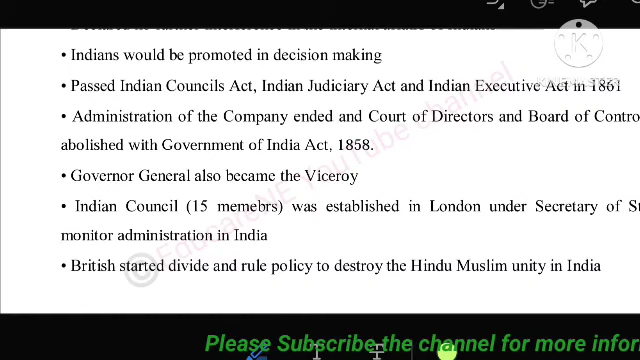 • Indians would be promoted in decision making
• Passed Indian Councils Act, Indian Judiciary Act and Indian Executive Act in 1861
• Administration of the Company ended and Court of Directors and Board of Contro
abolished with Government of India Act, 1858.
• Governor General also became the Viceroy
• Indian Council (15 memebrs) was established in London under Secretary of St
monitor administration in India
• British started divide and rule policy to destroy the Hindu Muslim unity in India
©EducareNE YouTube channel
Please Subscribe the channel for more infor